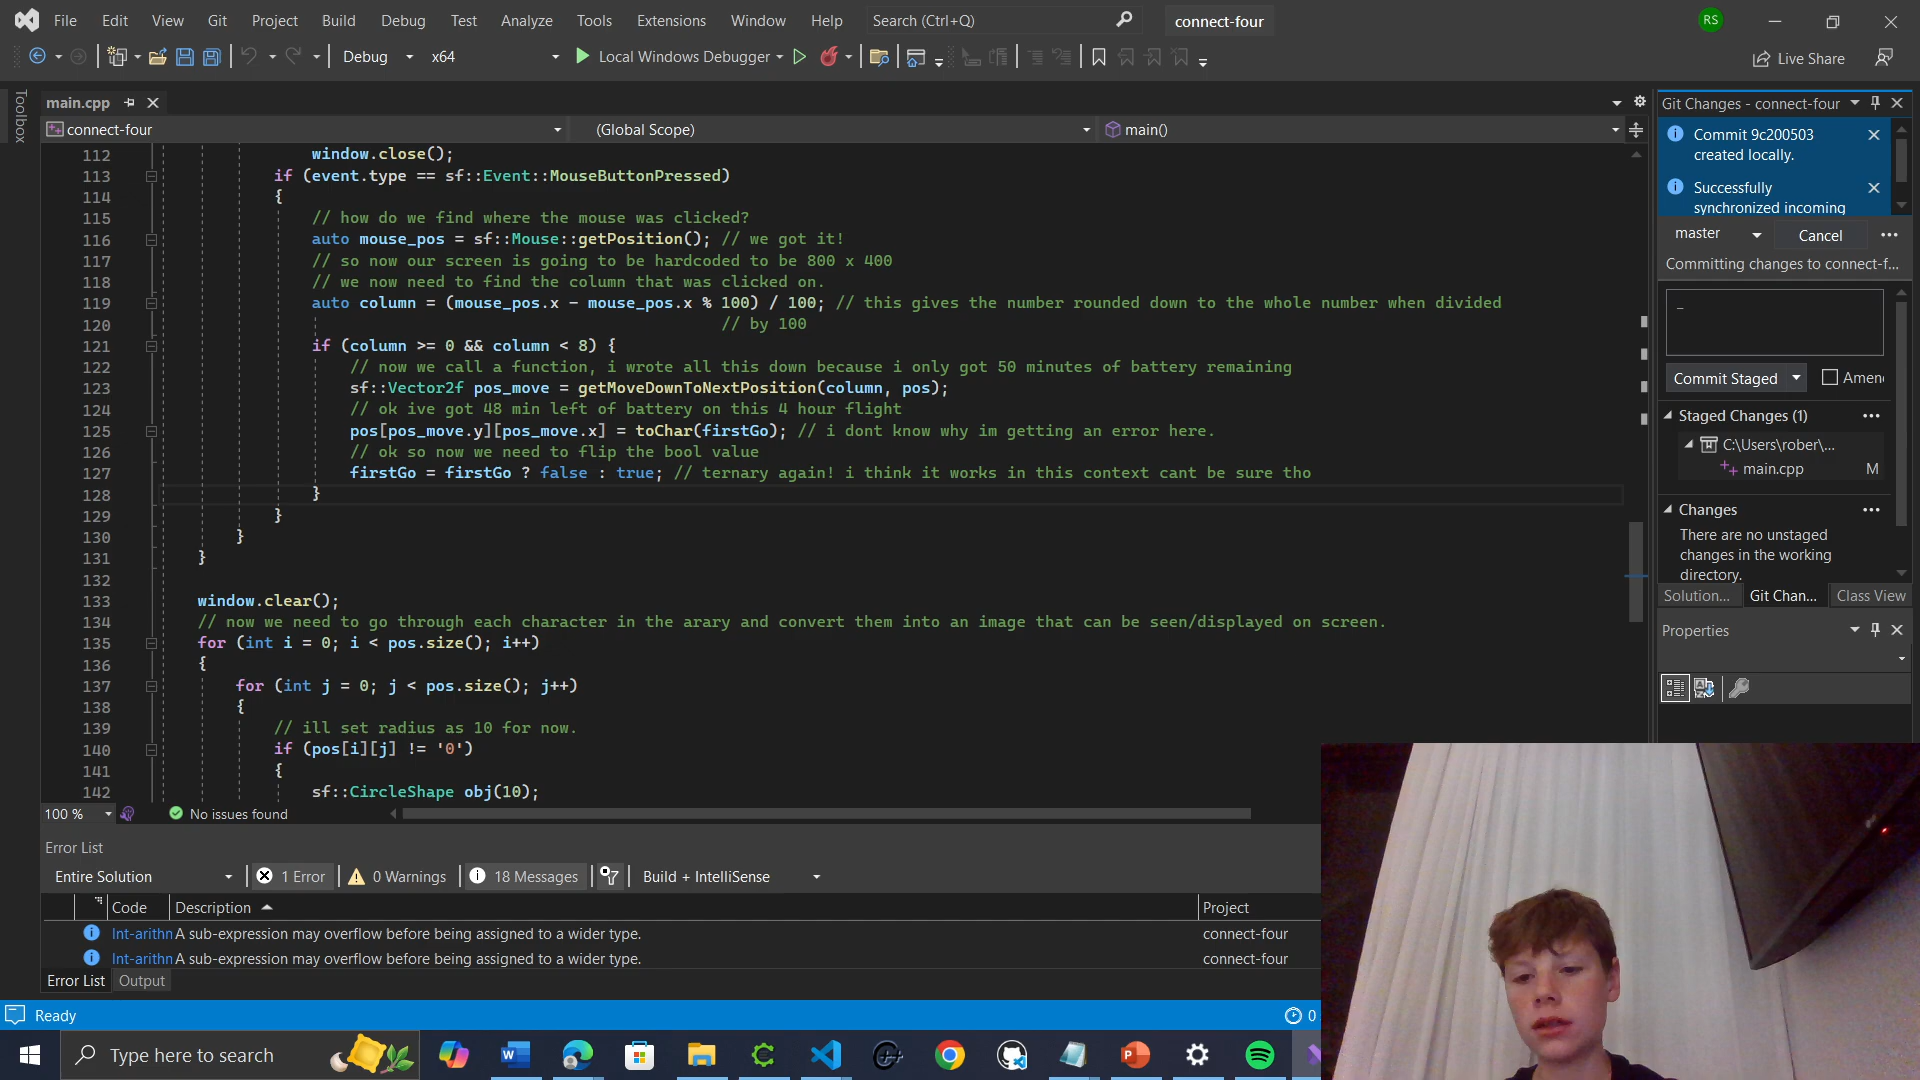 File Edit View Git Project Build Debug Test Analyze Tools Extensions Window Help Search (Ctrl+Q) connect-four RS
Debug x64 Local Windows Debugger Live Share
Toolbox
main.cpp
connect-four (Global Scope) main()
112 window.close();
113 if (event.type == sf::Event::MouseButtonPressed)
114 {
115 // how do we find where the mouse was clicked?
116 auto mouse_pos = sf::Mouse::getPosition(); // we got it!
117 // so now our screen is going to be hardcoded to be 800 x 400
118 // we now need to find the column that was clicked on.
119 auto column = (mouse_pos.x - mouse_pos.x % 100) / 100; // this gives the number rounded down to the whole number when divided
120 // by 100
121 if (column >= 0 && column < 8) {
122 // now we call a function, i wrote all this down because i only got 50 minutes of battery remaining
123 sf::Vector2f pos_move = getMoveDownToNextPosition(column, pos);
124 // ok ive got 48 min left of battery on this 4 hour flight
125 pos[pos_move.y][pos_move.x] = toChar(firstGo); // i dont know why im getting an error here.
126 // ok so now we need to flip the bool value
127 firstGo = firstGo ? false : true; // ternary again! i think it works in this context cant be sure tho
128 }
129 }
130 }
131 }
132
133 window.clear();
134 // now we need to go through each character in the arary and convert them into an image that can be seen/displayed on screen.
135 for (int i = 0; i < pos.size(); i++)
136 {
137 for (int j = 0; j < pos.size(); j++)
138 {
139 // ill set radius as 10 for now.
140 if (pos[i][j] != '0')
141 {
142 sf::CircleShape obj(10);
100 % No issues found
Error List
Entire Solution 1 Error 0 Warnings 18 Messages Build + IntelliSense
Code Description Project
Int-arithn A sub-expression may overflow before being assigned to a wider type. connect-four
Int-arithn A sub-expression may overflow before being assigned to a wider type. connect-four
Error List Output
Ready 0
Type here to search
Git Changes - connect-four
Commit 9c200503
created locally.
Successfully
synchronized incoming
master Cancel
Committing changes to connect-f...
Commit Staged Amen
Staged Changes (1)
C:\Users\rober\...
main.cpp M
Changes
There are no unstaged
changes in the working
directory.
Solution... Git Chan... Class View
Properties